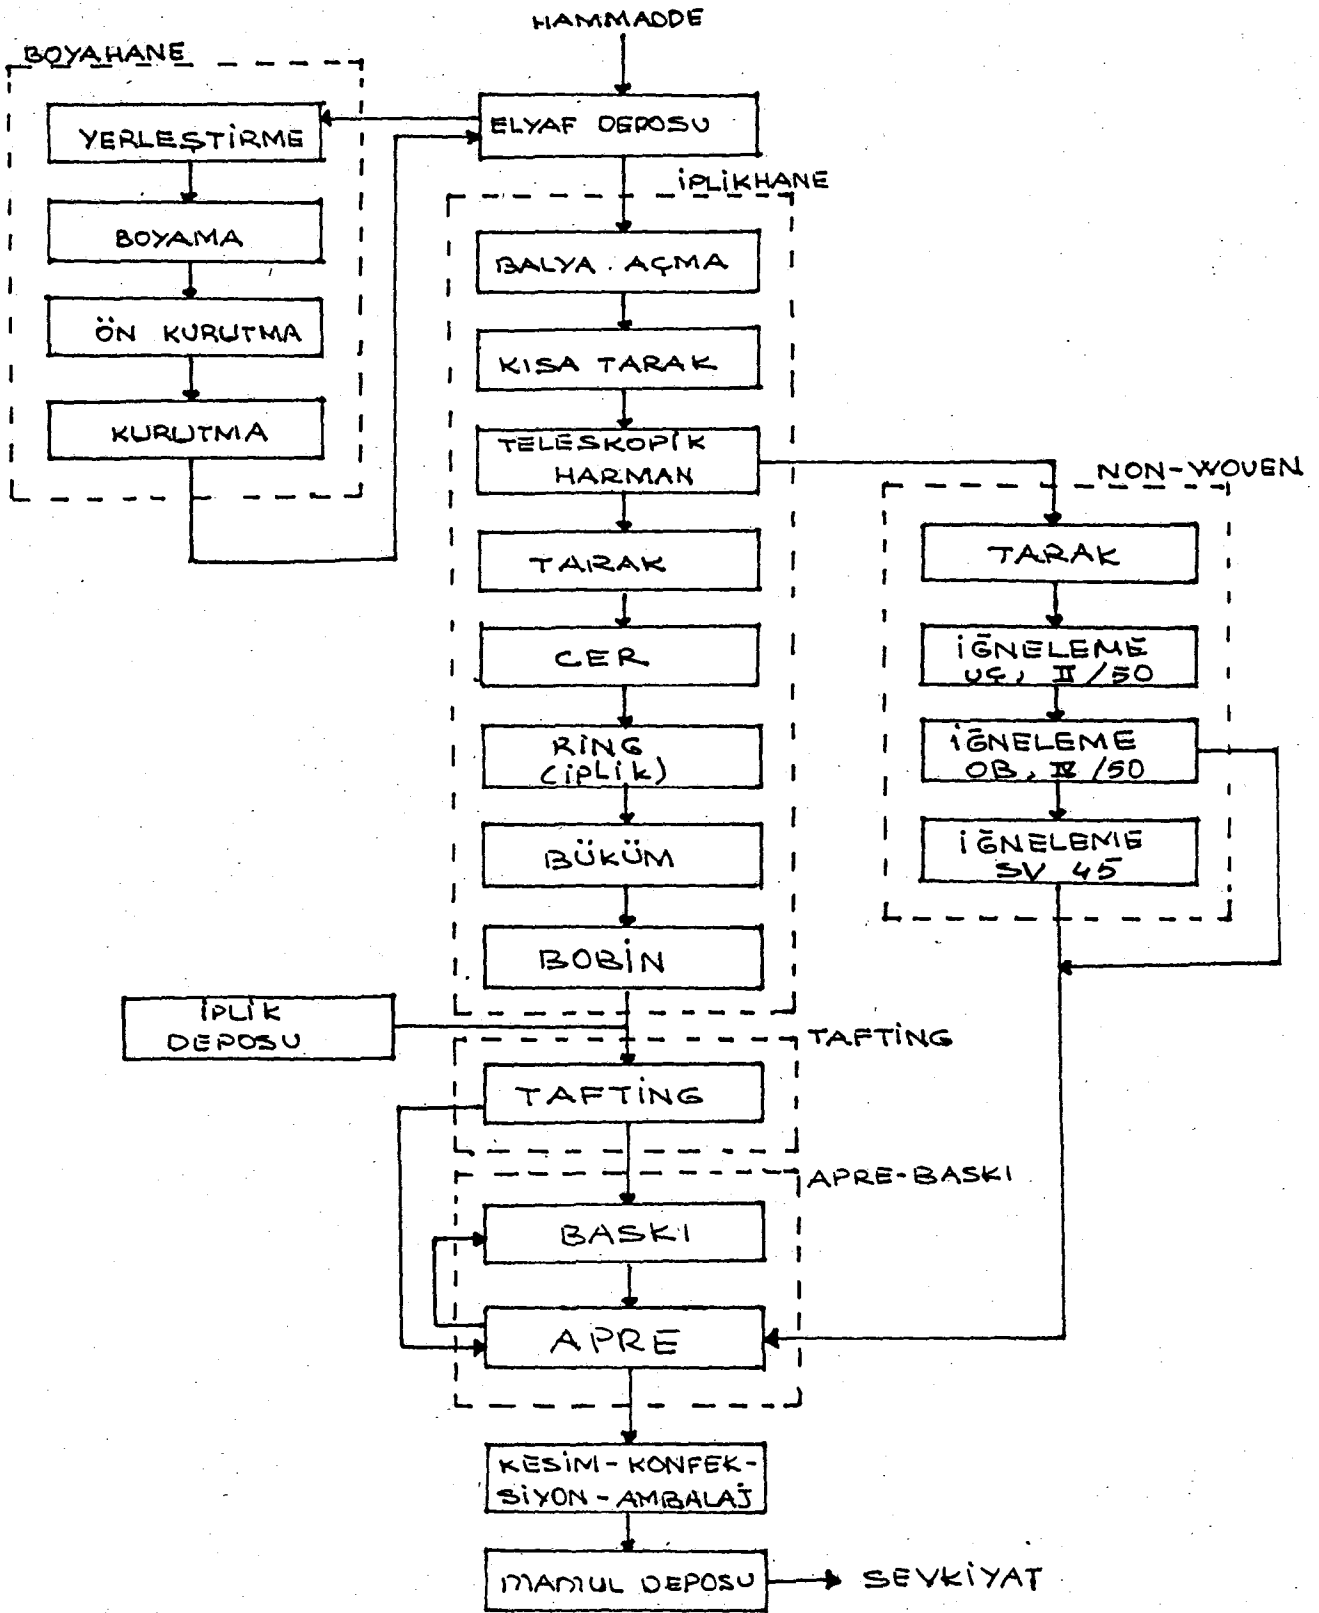 HAMMADDE
BOYAHANE
YERLEŞTİRME
BOYAMA
ÖN KURUTMA
KURUTMA
ELYAF DEPOSU
İPLİKHANE
BALYA AÇMA
KISA TARAK
TELESKOPİK
HARMAN
TARAK
CER
RİNG
(İPLİK)
BÜKÜM
BOBİN
NON-WOVEN
TARAK
İĞNELEME
UÇ, II/50
İĞNELEME
OB, IV/50
İĞNELEME
SV 45
İPLİK
DEPOSU
TAFTİNG
TAFTİNG
APRE-BASKI
BASKI
APRE
KESİM-KONFEK-
SİYON-AMBALAJ
MAMUL DEPOSU
SEVKİYAT